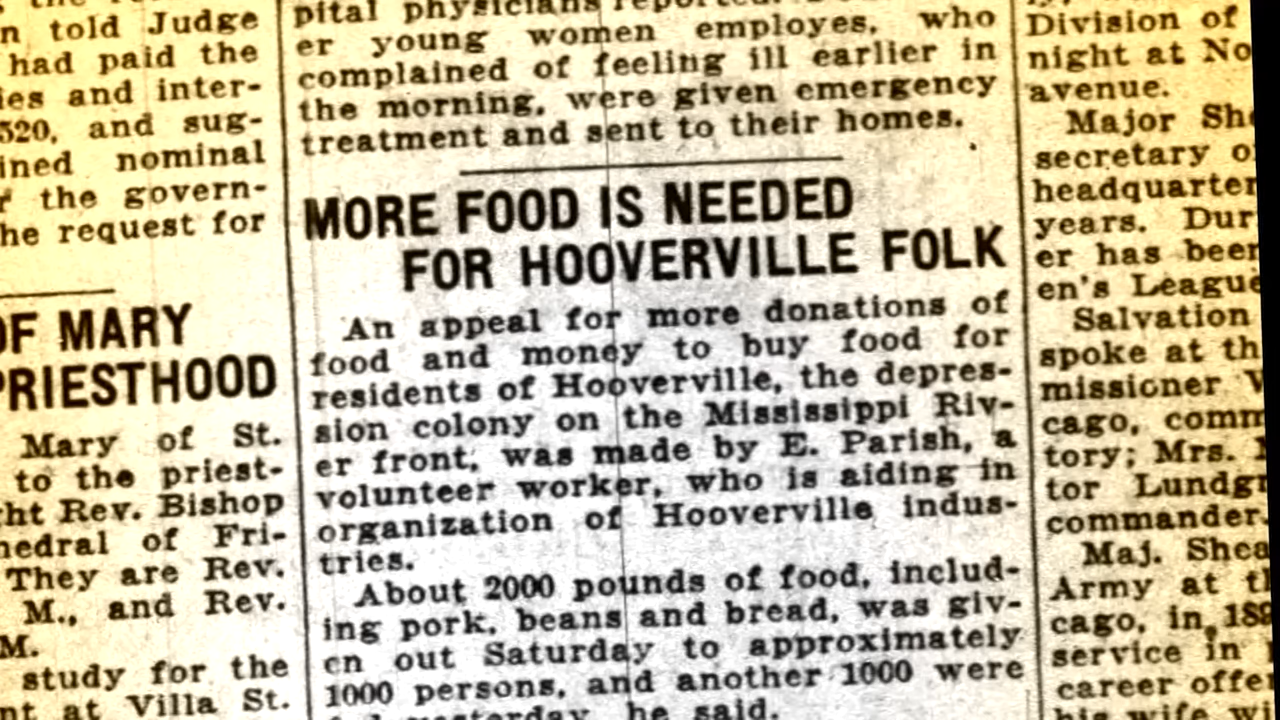 n told Judge
had paid the
ies and inter-
520, and sug-
ined nominal
the govern-
he request for
OF MARY
PRIESTHOOD
Mary of St.
to the priest-
ht Rev. Bishop
hedral of Fri-
They are Rev.
M., and Rev.
M.
study for the
nt at Villa St.
pital physicians reported.
er young women employes, who
complained of feeling ill earlier in
the morning, were given emergency
treatment and sent to their homes.
MORE FOOD IS NEEDED
FOR HOOVERVILLE FOLK
An appeal for more donations of
food and money to buy food for
residents of Hooverville, the depres-
sion colony on the Mississippi Riv-
er front, was made by E. Parish, a
volunteer worker, who is aiding in
organization of Hooverville indus-
tries.
About 2000 pounds of food, includ-
ing pork, beans and bread, was giv-
en out Saturday to approximately
1000 persons, and another 1000 were
yesterday, he said.
Division of
night at No
avenue.
Major She
secretary o
headquarter
years. Dur
er has been
en's League
Salvation
spoke at th
missioner V
cago, comm
tory; Mrs.
tor Lundgr
commander.
Maj. Shea
Army at t
cago, in 189
service in
career offe
his wife wi